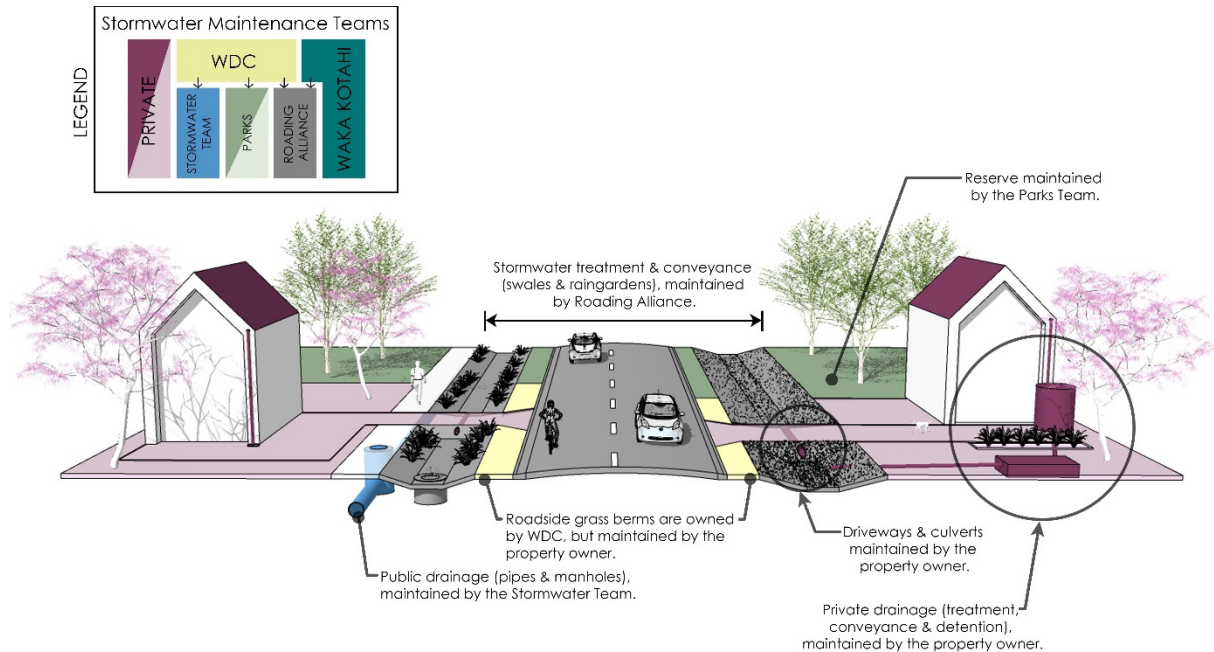 Stormwater Maintenance Teams
LEGEND
PRIVATE
WDC
STORMWATER
TEAM
PARKS
ROADING
ALLIANCE
WAKA KOTAHI
Reserve maintained
by the Parks Team.
Stormwater treatment & conveyance
(swales & raingardens), maintained
by Roading Alliance.
Roadside grass berms are owned
by WDC, but maintained by the
property owner.
Driveways & culverts
maintained by the
property owner.
Public drainage (pipes & manholes),
maintained by the Stormwater Team.
Private drainage (treatment,
conveyance & detention),
maintained by the property owner.